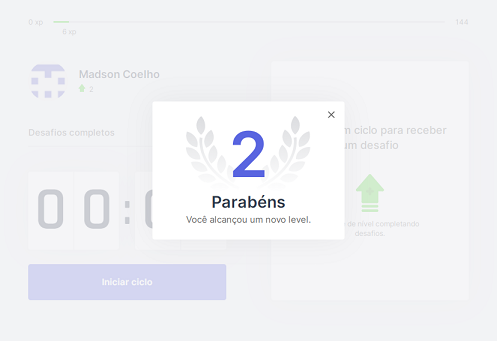 0 xp
144
6 xp
Madson Coelho
2
Desafios completos
ciclo para receber
um desafio
2
Parabéns
Você alcançou um novo level.
0 0 :
de nível completando
desafios
Iniciar ciclo